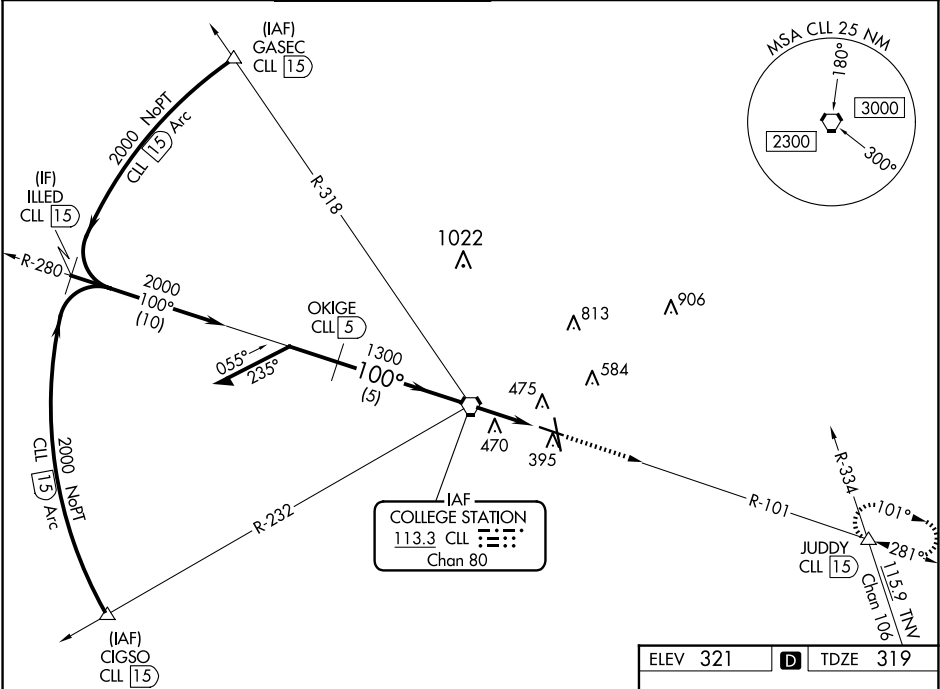 (IAF)
GASEC
CLL 15
MSA CLL 25 NM
180°
3000
2300
300°
2000 NoPT
CLL 15 Arc
(IF)
ILLED
CLL 15
R-318
R-280
1022
2000
100°
(10)
OKIGE
CLL 5
813
906
055°
235°
1300
100°
(5)
584
475
470
395
2000 NoPT
CLL 15 Arc
R-232
IAF
COLLEGE STATION
113.3 CLL
Chan 80
R-101
R-334
101°
281°
JUDDY
CLL 15
115.9 TNV
Chan 106
(IAF)
CIGSO
CLL 15
ELEV 321 D TDZE 319